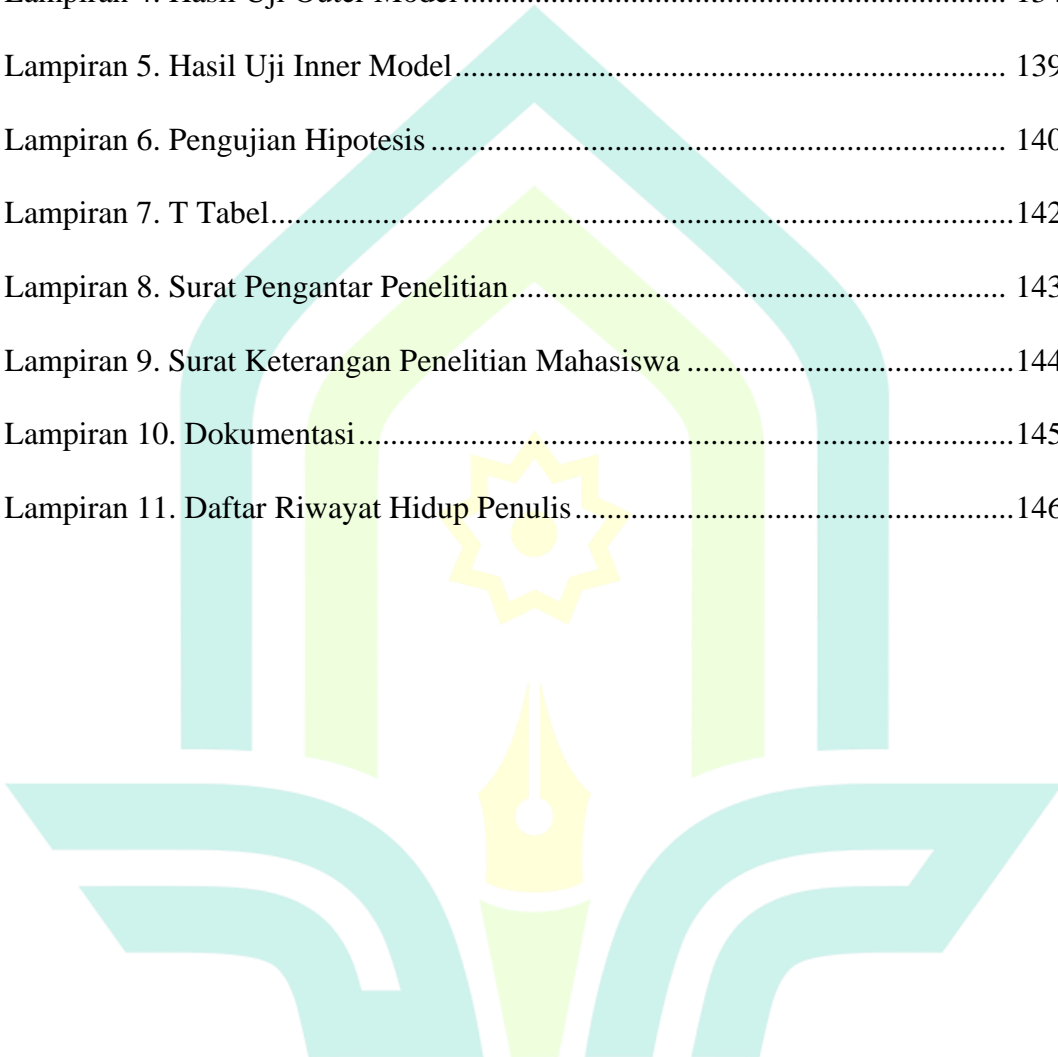 Lampiran 4. Hasil Uji Outer Model
Lampiran 5. Hasil Uji Inner Model.................................................................... 139
Lampiran 6. Pengujian Hipotesis ....................................................................... 140
Lampiran 7. T Tabel...........................................................................................142
Lampiran 8. Surat Pengantar Penelitian............................................................. 143
Lampiran 9. Surat Keterangan Penelitian Mahasiswa ........................................144
Lampiran 10. Dokumentasi................................................................................145
Lampiran 11. Daftar Riwayat Hidup Penulis......................................................146